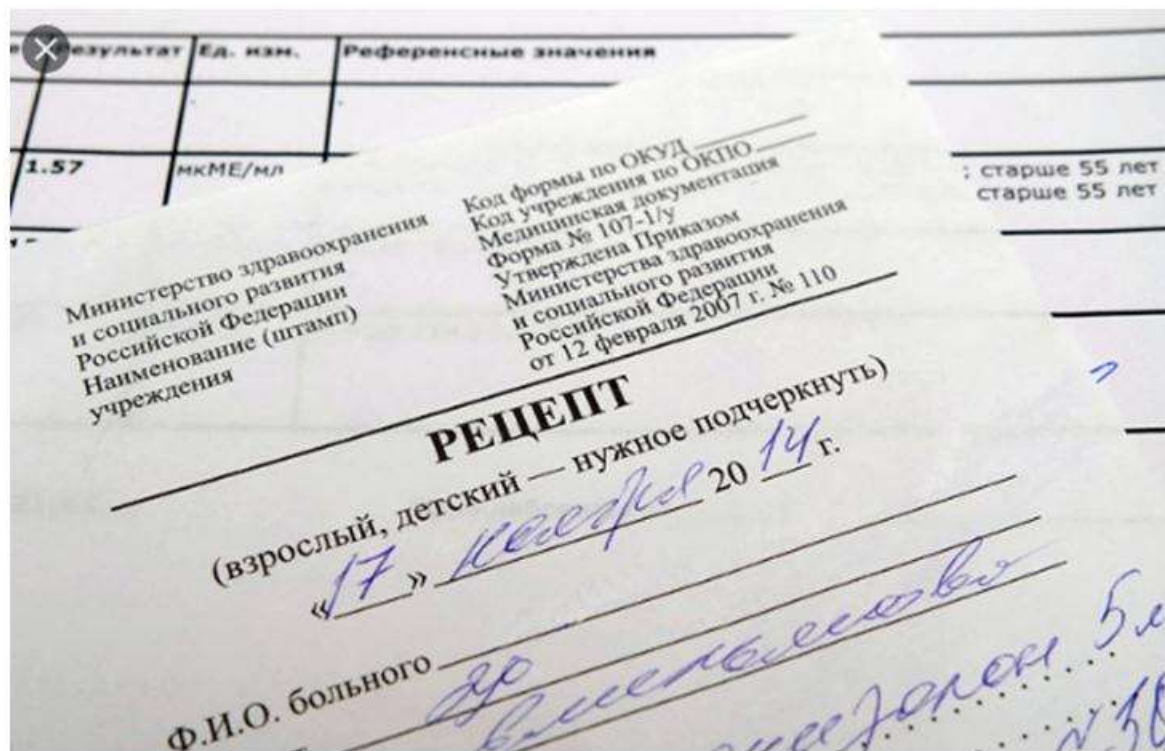 Результат Ед. изм. Референсные значения
1.57 мкМЕ/мл ; старше 55 лет
старше 55 лет
Министерство здравоохранения
и социального развития
Российской Федерации
Наименование (штамп)
учреждения
Код формы по ОКУД
Код учреждения по ОКПО
Медицинская документация
Форма № 107-1/у
Утверждена Приказом
Министерства здравоохранения
и социального развития
Российской Федерации
от 12 февраля 2007 г. № 110
РЕЦЕПТ
(взрослый, детский — нужное подчеркнуть)
«17» ноября 2014 г.
Ф.И.О. больного
5